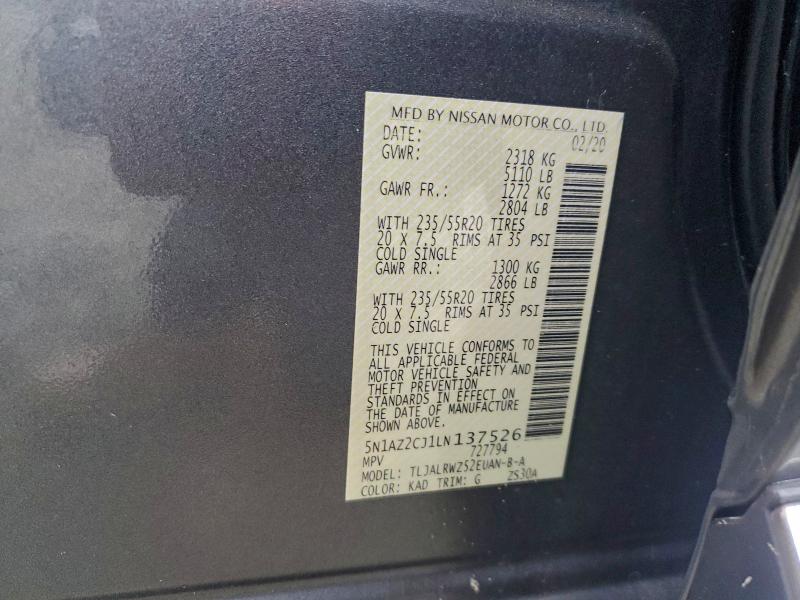 MFD BY NISSAN MOTOR CO., LTD.
DATE: 02/20
GVWR: 2318 KG
5110 LB
GAWR FR.: 1272 KG
2804 LB
WITH 235/55R20 TIRES
20 X 7.5 RIMS AT 35 PSI
COLD SINGLE
GAWR RR.: 1300 KG
2866 LB
WITH 235/55R20 TIRES
20 X 7.5 RIMS AT 35 PSI
COLD SINGLE
THIS VEHICLE CONFORMS TO
ALL APPLICABLE FEDERAL
MOTOR VEHICLE SAFETY AND
THEFT PREVENTION
STANDARDS IN EFFECT ON
THE DATE OF MANUFACTURE
SHOWN ABOVE.
5N1AZ2CJ1LN137526
MPV 727794
MODEL: TLJALRWZ52EUAN-B-A
COLOR: KAD TRIM: G ZS30A